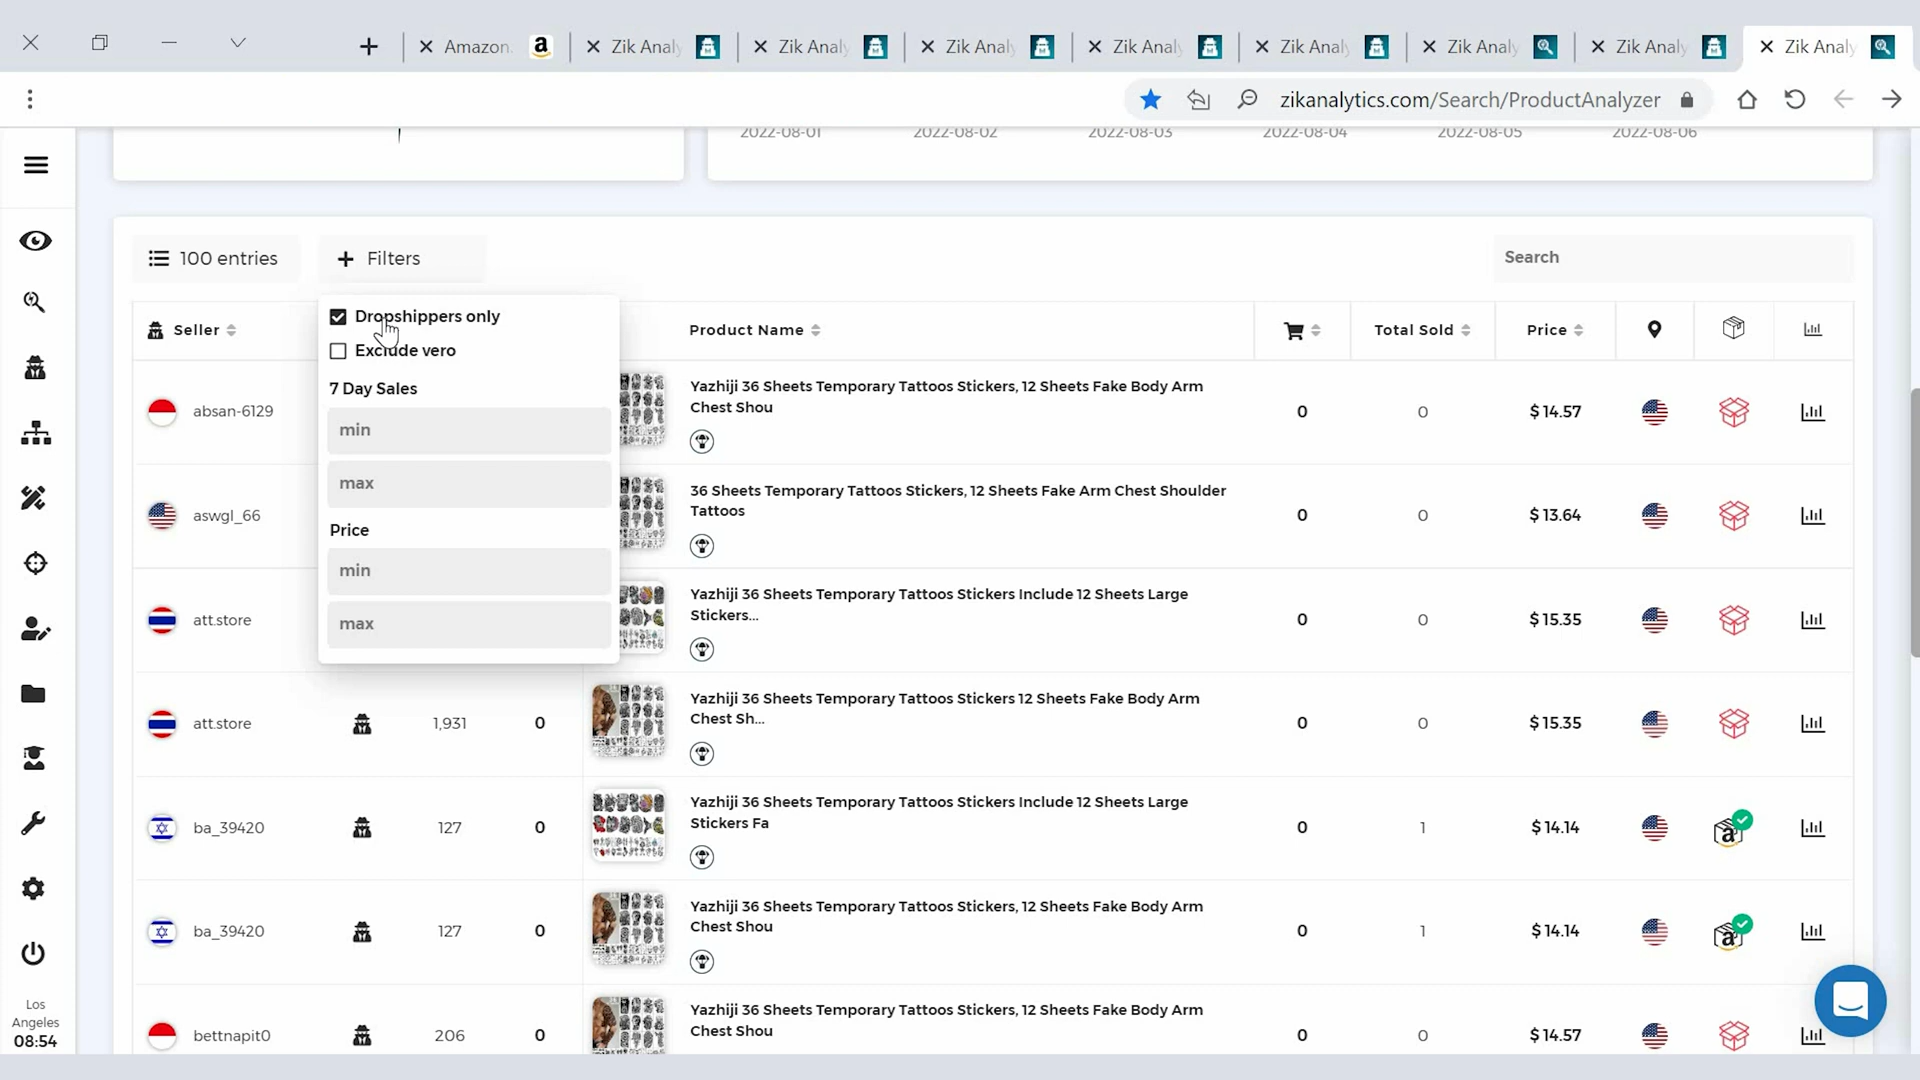 Amazon.
Zik Analy
Zik Analy
Zik Analy
Zik Analy
Zik Analy
Zik Analy
Zik Analy
Zik Analy
zikanalytics.com/Search/ProductAnalyzer
2022-08-01
2022-08-02
2022-08-03
2022-08-04
2022-08-05
2022-08-06
100 entries
Filters
Search
Dropshippers only
Exclude vero
7 Day Sales
min
max
Price
min
max
Seller
Product Name
Total Sold
Price
absan-6129
Yazhiji 36 Sheets Temporary Tattoos Stickers, 12 Sheets Fake Body Arm
Chest Shou
0
0
$14.57
aswgl_66
36 Sheets Temporary Tattoos Stickers, 12 Sheets Fake Arm Chest Shoulder
Tattoos
0
0
$13.64
att.store
Yazhiji 36 Sheets Temporary Tattoos Stickers Include 12 Sheets Large
Stickers...
0
0
$15.35
att.store
1,931
0
Yazhiji 36 Sheets Temporary Tattoos Stickers 12 Sheets Fake Body Arm
Chest Sh...
0
0
$15.35
ba_39420
127
0
Yazhiji 36 Sheets Temporary Tattoos Stickers Include 12 Sheets Large
Stickers Fa
0
1
$14.14
ba_39420
127
0
Yazhiji 36 Sheets Temporary Tattoos Stickers, 12 Sheets Fake Body Arm
Chest Shou
0
1
$14.14
bettnapit0
206
0
Yazhiji 36 Sheets Temporary Tattoos Stickers, 12 Sheets Fake Body Arm
Chest Shou
0
0
$14.57
Los
Angeles
08:54